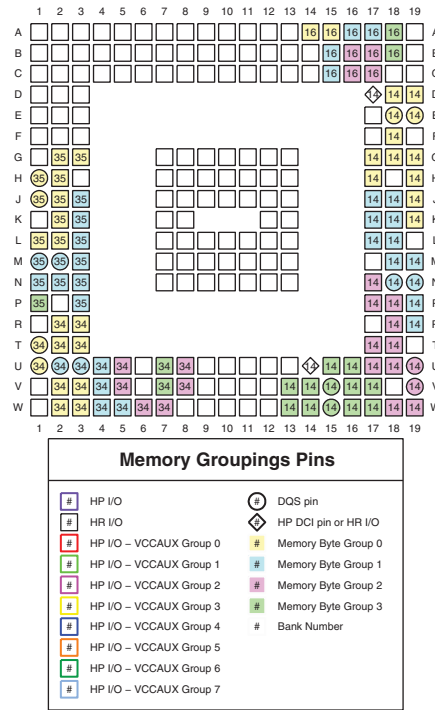 1 2 3 4 5 6 7 8 9 10 11 12 13 14 15 16 17 18 19
A 16 16 16 16 16
B 16 16 16 16
C 16 16 16
D 14 14 14
E 14 14
F 14
G 35 35 14 14 14
H 35 35 14 14
J 35 35 35 14 14 14
K 35 35 14 14 14
L 35 35 35 14 14
M 35 35 35 14 14
N 35 35 35 14 14 14
P 35 35 14 14 14
R 34 34 14 14
T 34 34 34 14 14
U 34 34 34 34 34 34 34 14 14 14 14 14 14
V 34 34 34 34 34 34 14 14 14 14 14 14
W 34 34 34 34 34 34 14 14 14 14 14 14 14
1 2 3 4 5 6 7 8 9 10 11 12 13 14 15 16 17 18 19
Memory Groupings Pins
# HP I/O
# HR I/O
# HP I/O – VCCAUX Group 0
# HP I/O – VCCAUX Group 1
# HP I/O – VCCAUX Group 2
# HP I/O – VCCAUX Group 3
# HP I/O – VCCAUX Group 4
# HP I/O – VCCAUX Group 5
# HP I/O – VCCAUX Group 6
# HP I/O – VCCAUX Group 7
# DQS pin
# HP DCI pin or HR I/O
# Memory Byte Group 0
# Memory Byte Group 1
# Memory Byte Group 2
# Memory Byte Group 3
# Bank Number